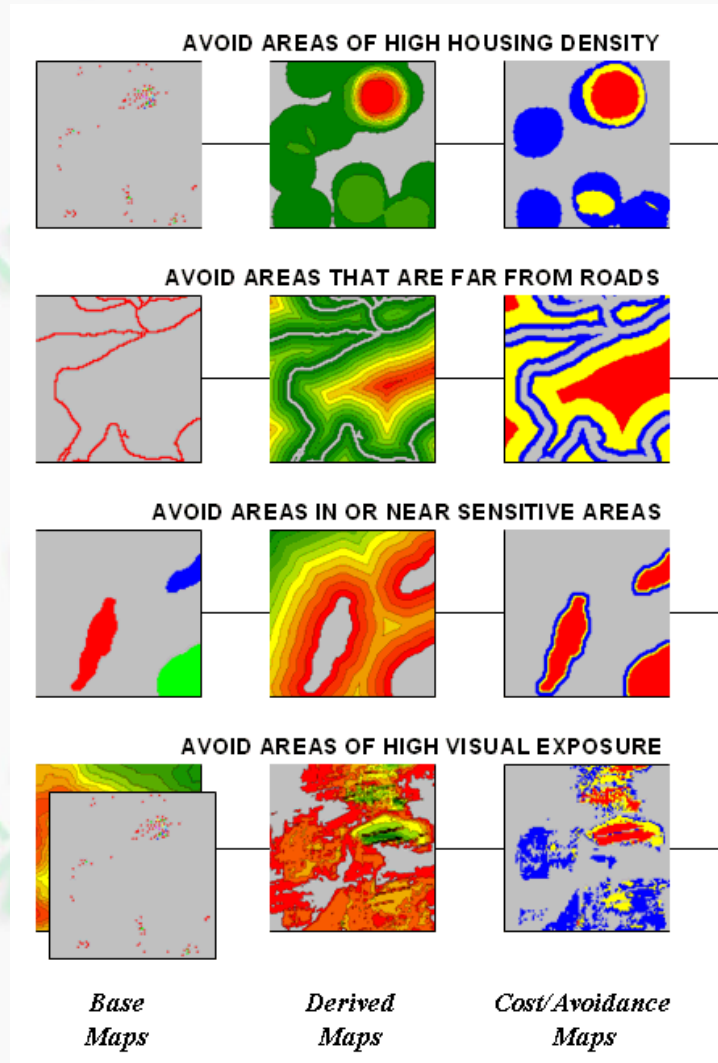 AVOID AREAS OF HIGH HOUSING DENSITY
AVOID AREAS THAT ARE FAR FROM ROADS
AVOID AREAS IN OR NEAR SENSITIVE AREAS
AVOID AREAS OF HIGH VISUAL EXPOSURE
Base
Maps
Derived
Maps
Cost/Avoidance
Maps